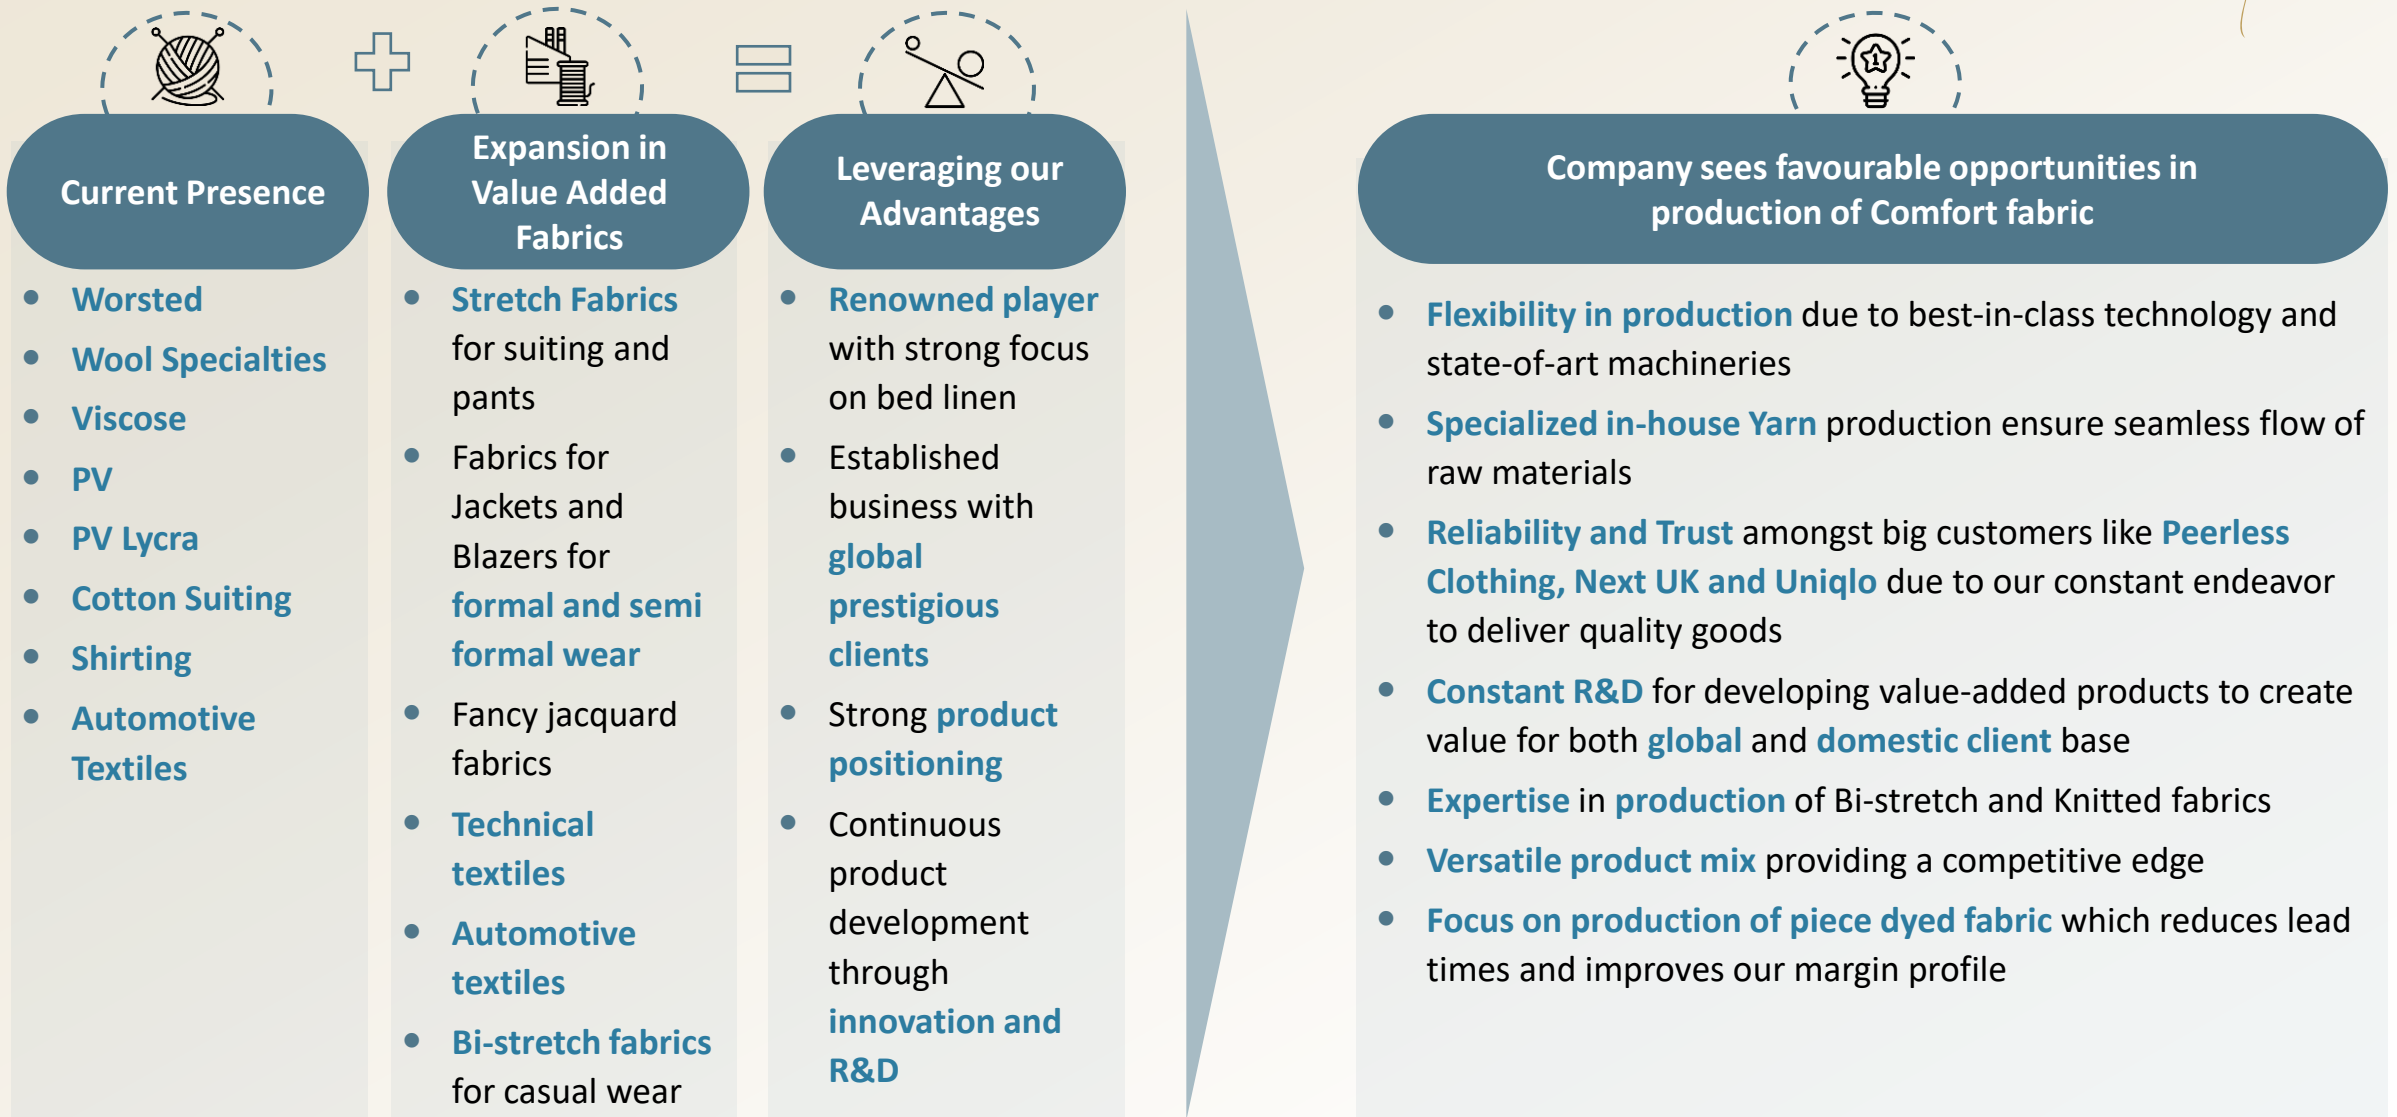 Current Presence
• Worsted
• Wool Specialties
• Viscose
• PV
• PV Lycra
• Cotton Suiting
• Shirting
• Automotive
Textiles
Expansion in
Value Added
Fabrics
• Stretch Fabrics
for suiting and
pants
• Fabrics for
Jackets and
Blazers for
formal and semi
formal wear
• Fancy jacquard
fabrics
• Technical
textiles
• Automotive
textiles
• Bi-stretch fabrics
for casual wear
Leveraging our
Advantages
• Renowned player
with strong focus
on bed linen
• Established
business with
global
prestigious
clients
• Strong product
positioning
• Continuous
product
development
through
innovation and
R&D
1
Company sees favourable opportunities in
production of Comfort fabric
• Flexibility in production due to best-in-class technology and
state-of-art machineries
• Specialized in-house Yarn production ensure seamless flow of
raw materials
• Reliability and Trust amongst big customers like Peerless
Clothing, Next UK and Uniqlo due to our constant endeavor
to deliver quality goods
• Constant R&D for developing value-added products to create
value for both global and domestic client base
• Expertise in production of Bi-stretch and Knitted fabrics
• Versatile product mix providing a competitive edge
• Focus on production of piece dyed fabric which reduces lead
times and improves our margin profile